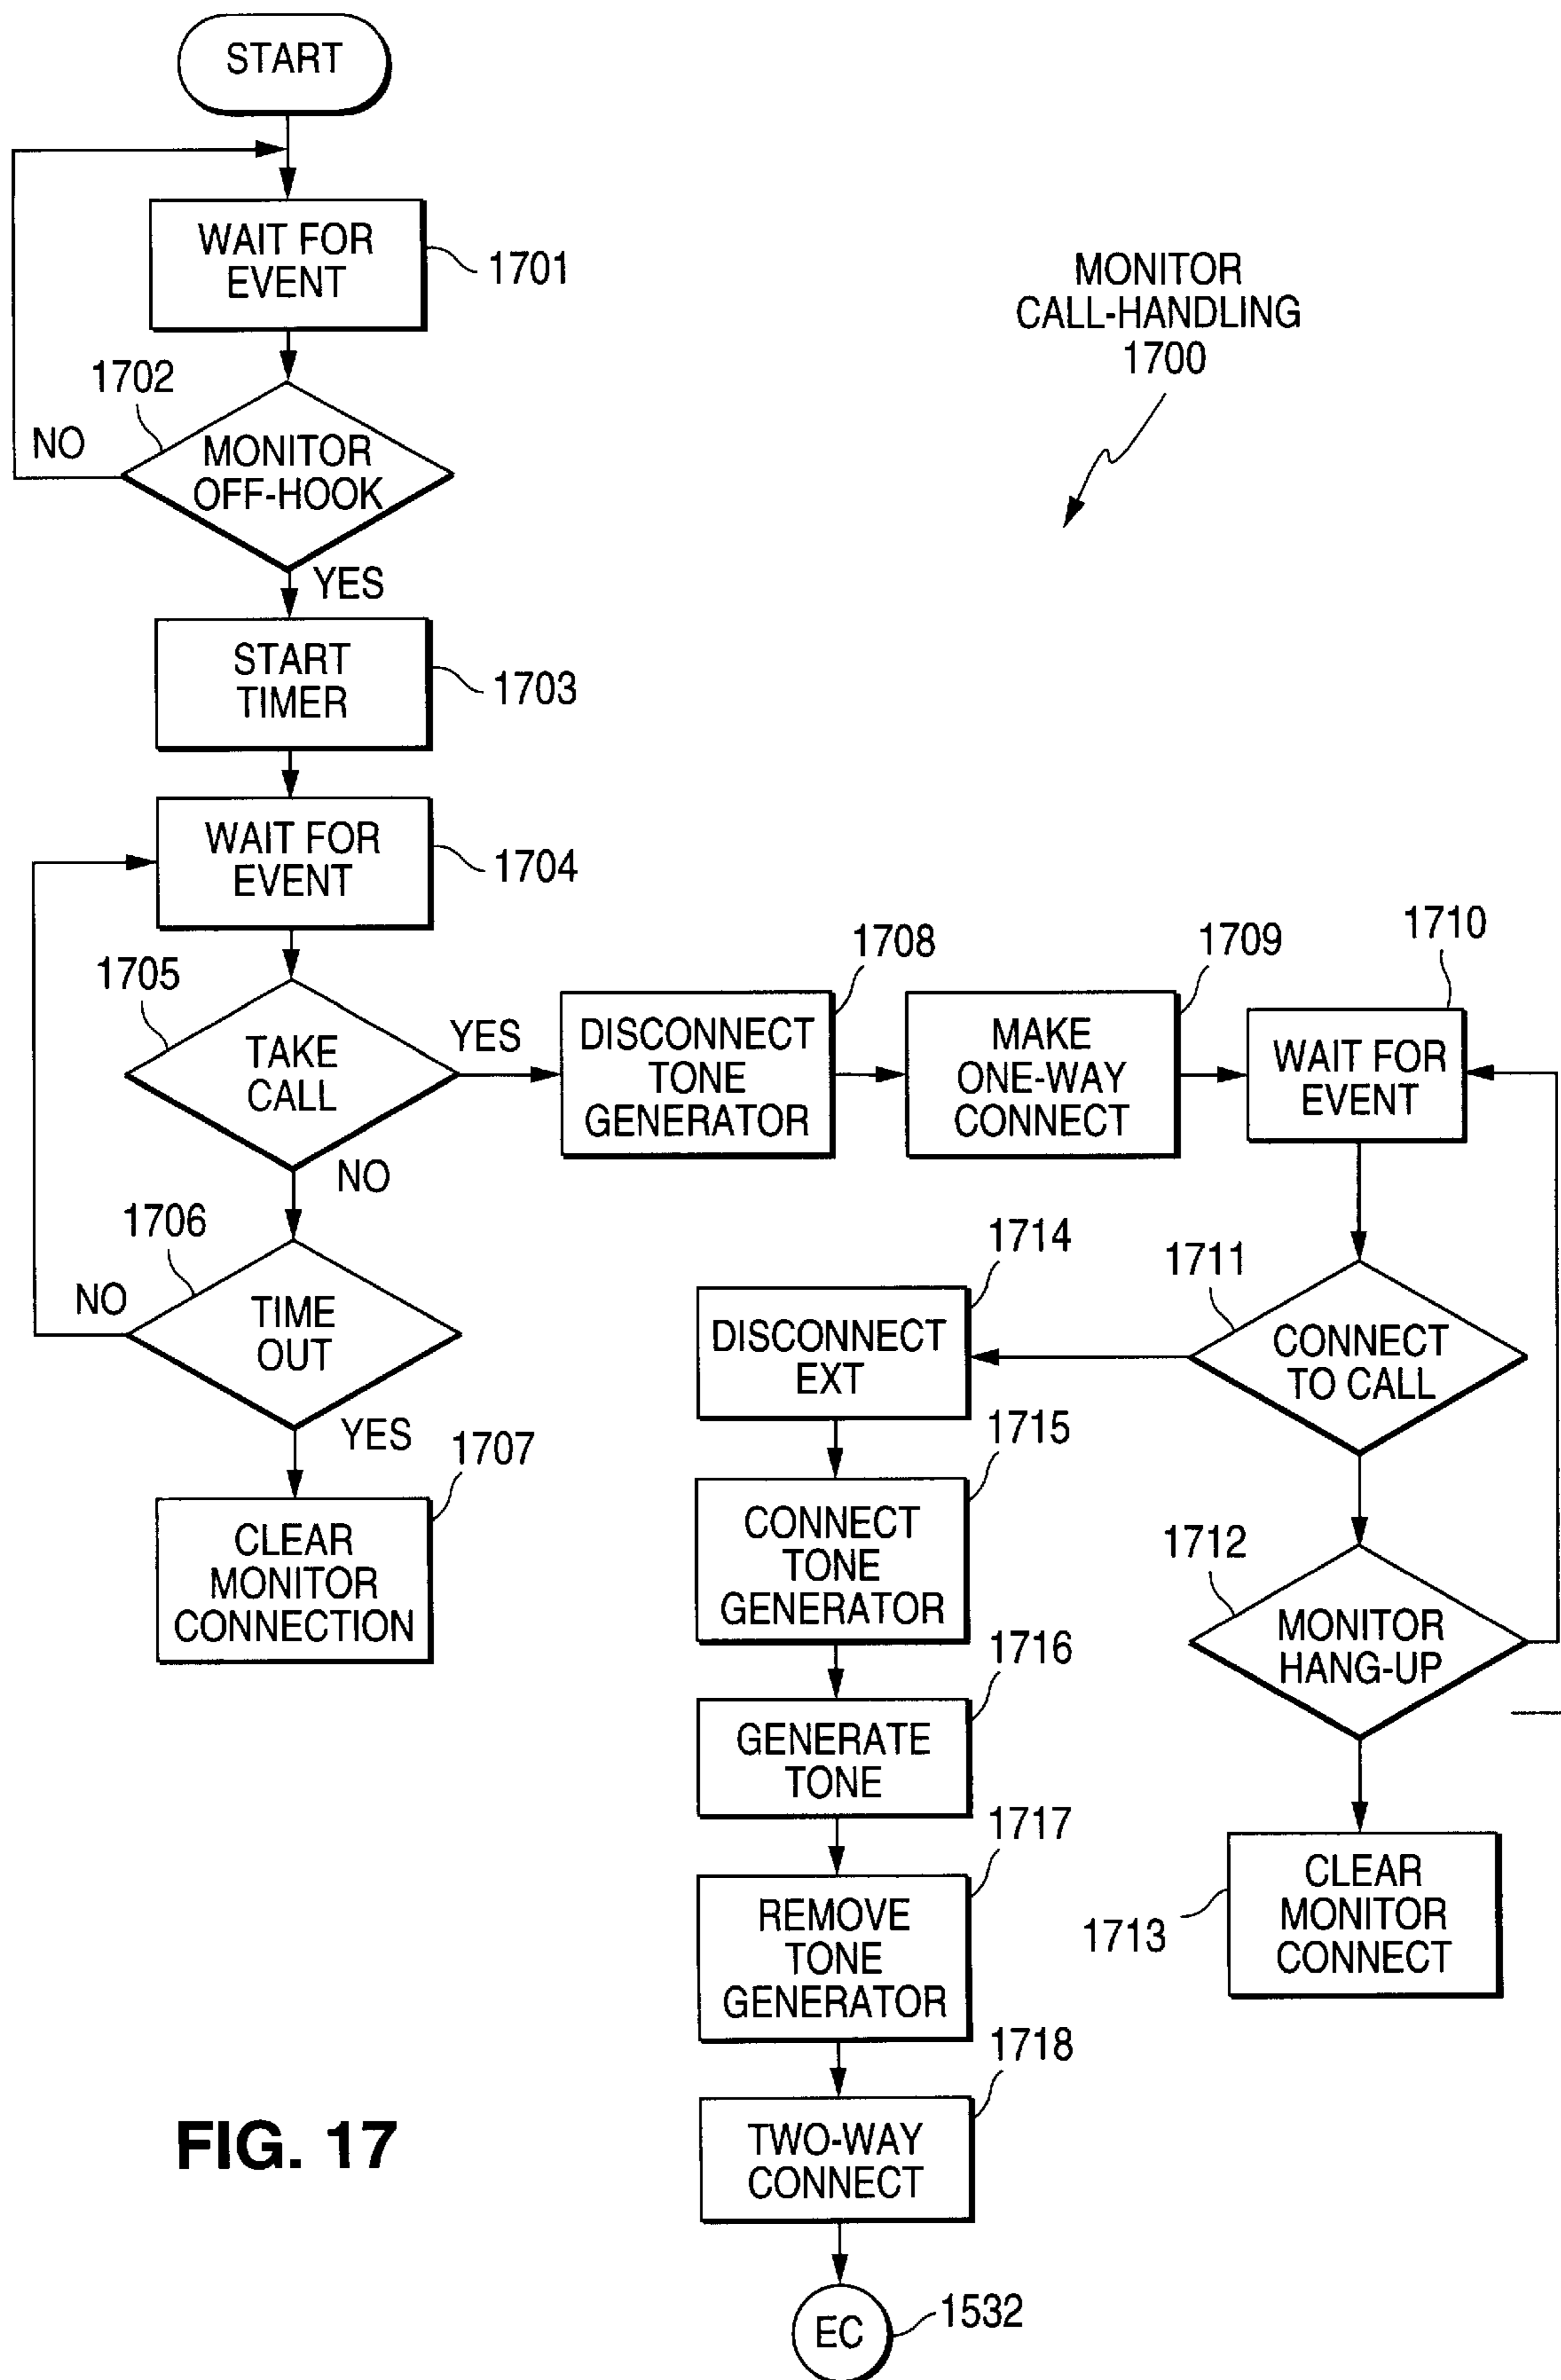 START
WAIT FOR
EVENT
1701
MONITOR
CALL-HANDLING
1700
1702
NO
MONITOR
OFF-HOOK
YES
START
TIMER
1703
WAIT FOR
EVENT
1704
1705
TAKE
CALL
YES
NO
1708
DISCONNECT
TONE
GENERATOR
1709
MAKE
ONE-WAY
CONNECT
1710
WAIT FOR
EVENT
1706
NO
TIME
OUT
YES
1707
CLEAR
MONITOR
CONNECTION
1711
CONNECT
TO CALL
1714
DISCONNECT
EXT
1715
CONNECT
TONE
GENERATOR
1712
MONITOR
HANG-UP
1716
GENERATE
TONE
1713
CLEAR
MONITOR
CONNECT
1717
REMOVE
TONE
GENERATOR
1718
TWO-WAY
CONNECT
EC
1532
FIG. 17